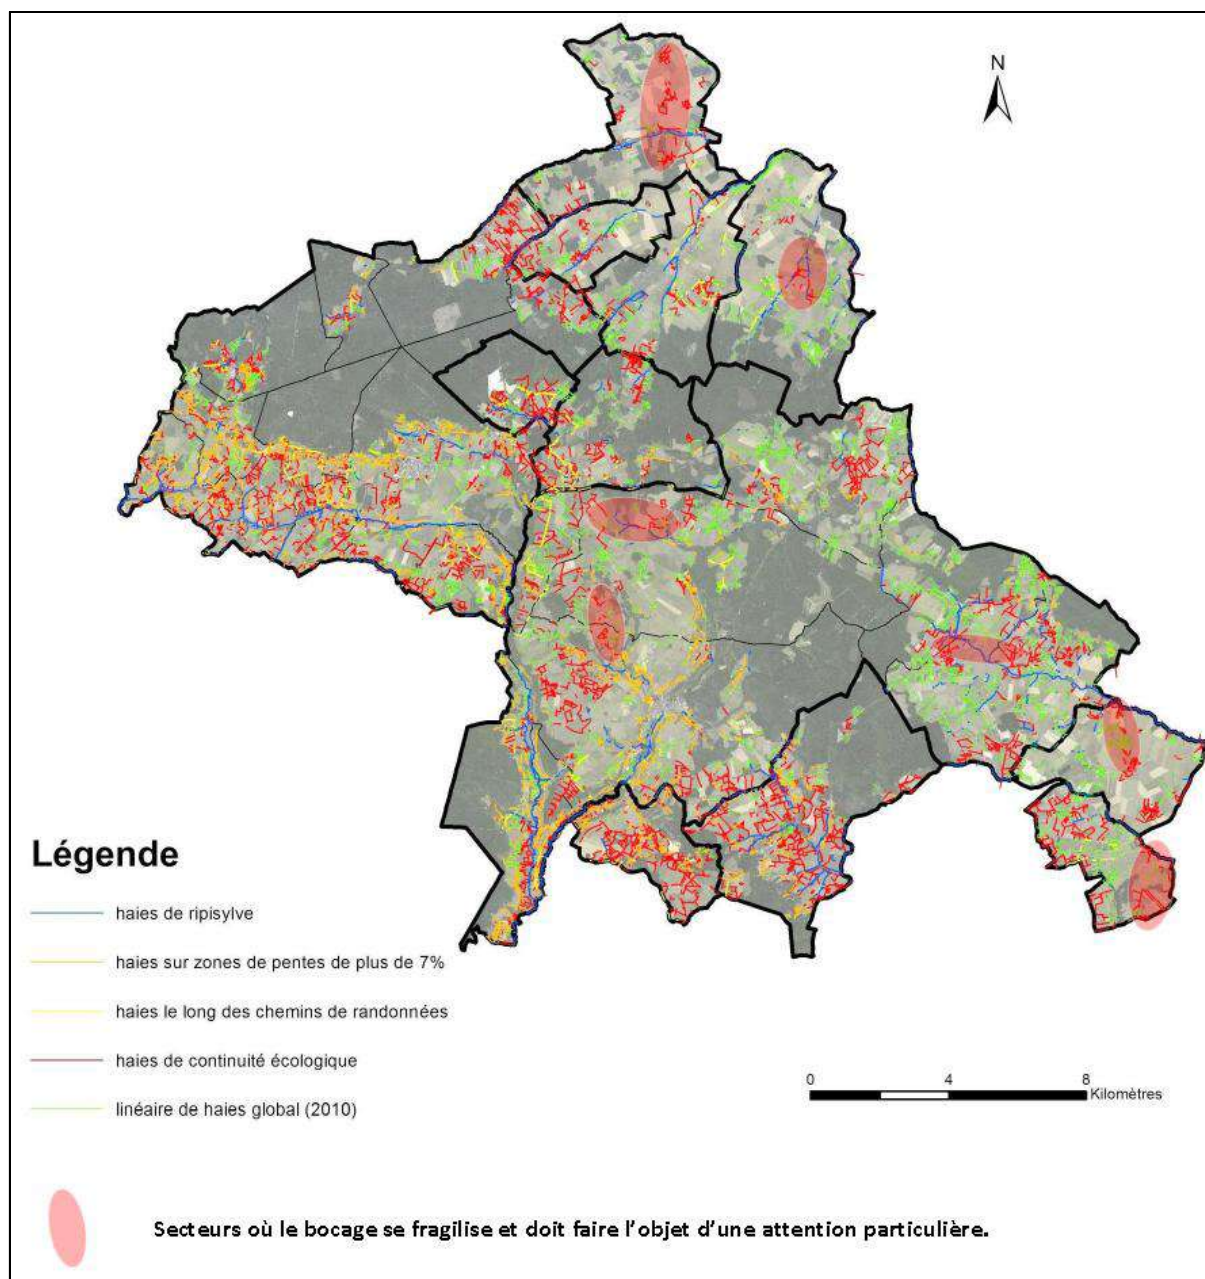 N
Légende
haies de ripisylve
haies sur zones de pentes de plus de 7%
haies le long des chemins de randonnées
haies de continuité écologique
linéaire de haies global (2010)
0 4 8
Kilomètres
Secteurs où le bocage se fragilise et doit faire l'objet d'une attention particulière.